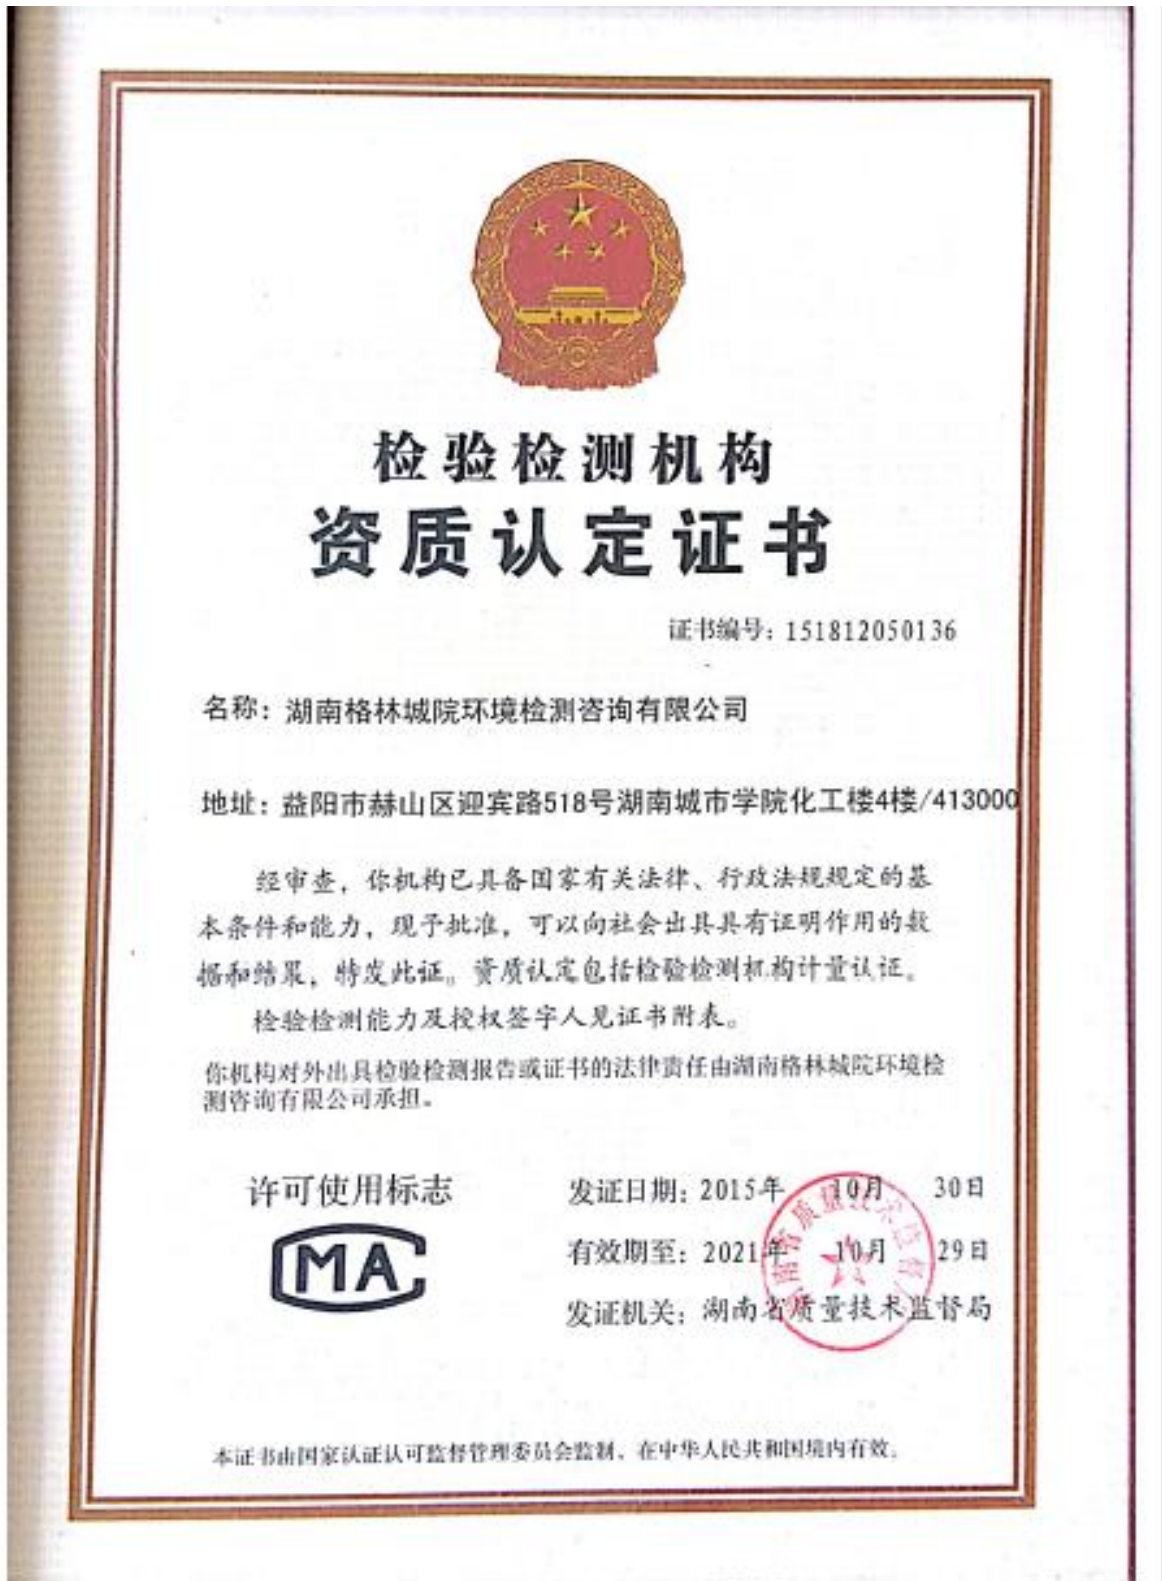 检验检测机构
资质认定证书
证书编号：151812050136
名称：湖南格林城院环境检测咨询有限公司
地址：益阳市赫山区迎宾路518号湖南城市学院化工楼4楼/413000
经审查，你机构已具备国家有关法律、行政法规规定的基
本条件和能力，现予批准，可以向社会出具具有证明作用的数
据和结果，特发此证。资质认定包括检验检测机构计量认证。
检验检测能力及授权签字人见证书附表。
你机构对外出具检验检测报告或证书的法律责任由湖南格林城院环境检
测咨询有限公司承担。
许可使用标志
MA
发证日期：2015年 10月 30日
有效期至：2021年 10月 29日
发证机关：湖南省质量技术监督局
本证书由国家认证认可监督管理委员会监制，在中华人民共和国境内有效。